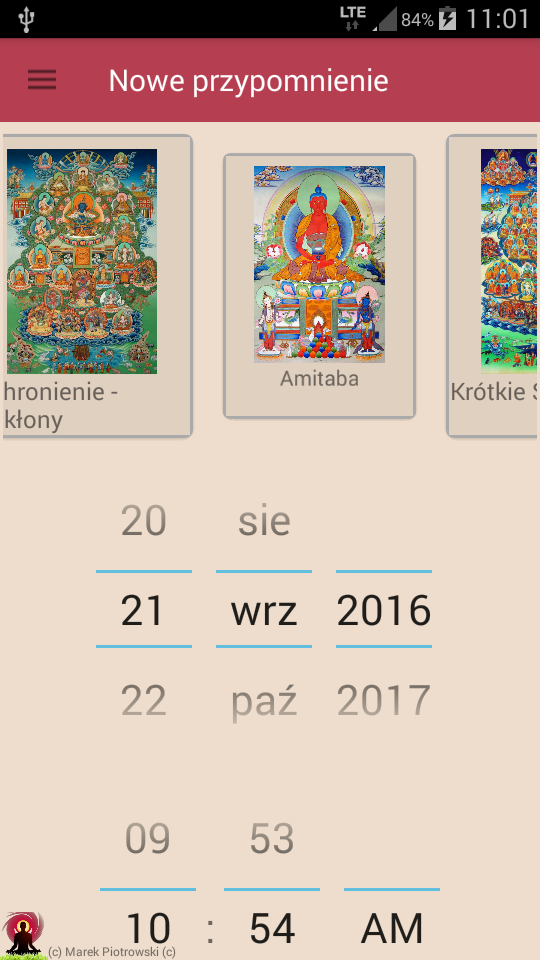 LTE 84% 11:01
Nowe przypomnienie
hronienie -
kłony
Amitaba
Krótkie
20 sie
21 wrz 2016
22 paź 2017
09 53
10 : 54 AM
(c) Marek Piotrowski (c)